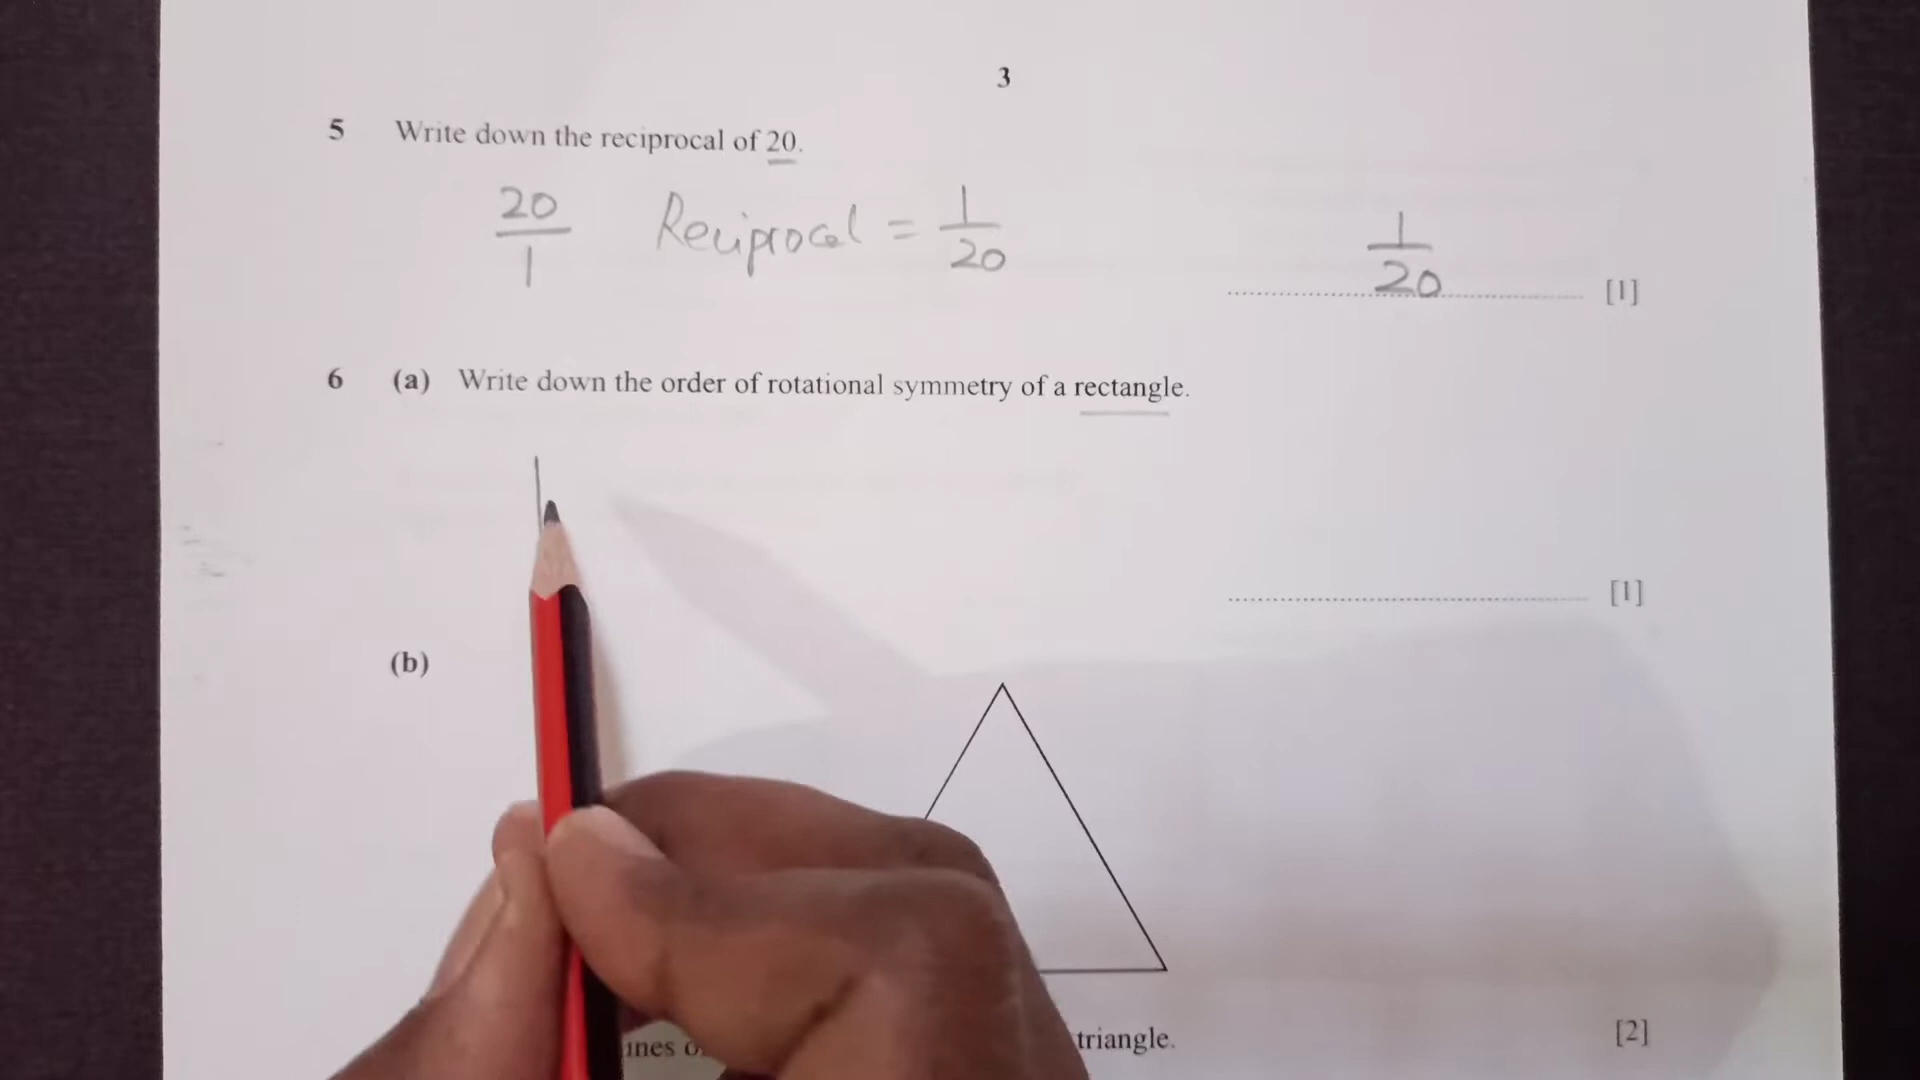 3
5 Write down the reciprocal of 20.
20/1 Reciprocal = 1/20
1/20
[1]
6 (a) Write down the order of rotational symmetry of a rectangle.
[1]
(b)
triangle.
[2]